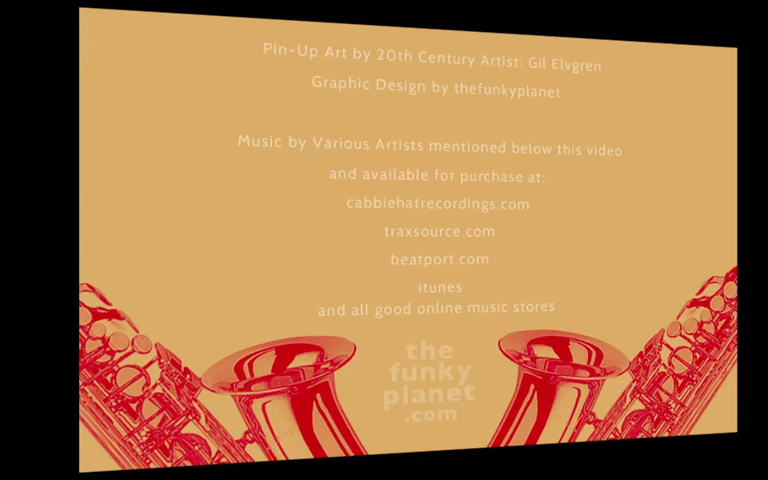 Pin-Up Art by 20th Century Artist: Gil Elvgren
Graphic Design by thefunkyplanet
Music by Various Artists mentioned below this video
and available for purchase at:
cabbiehatrecordings.com
traxsource.com
beatport.com
itunes
and all good online music stores
the
funky
planet
.com